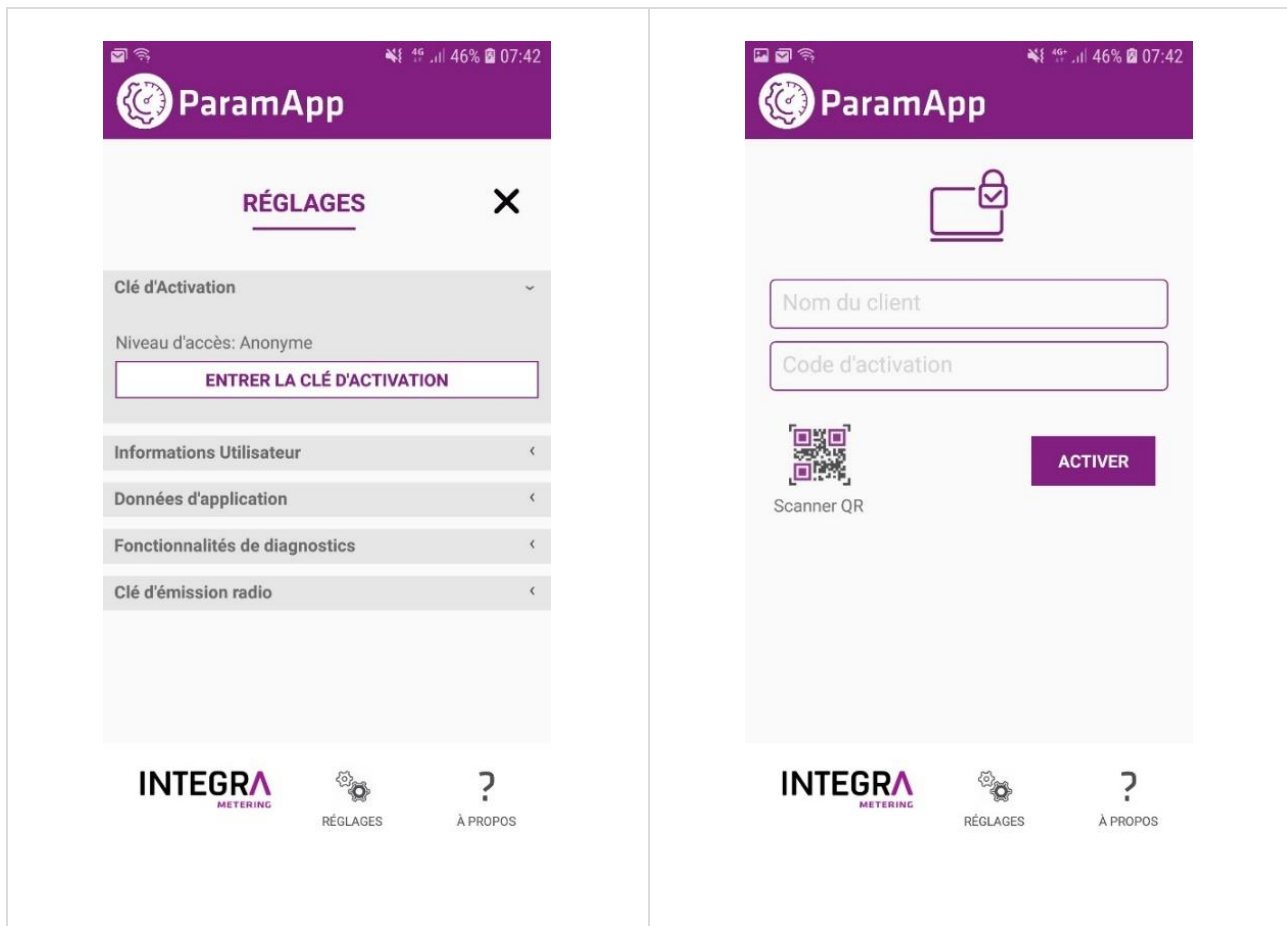 46% 07:42
ParamApp
RÉGLAGES
Clé d'Activation
Niveau d'accès: Anonyme
ENTRER LA CLÉ D'ACTIVATION
Informations Utilisateur
Données d'application
Fonctionnalités de diagnostics
Clé d'émission radio
INTEGRA
METERING
RÉGLAGES
À PROPOS
4G+ 46% 07:42
ParamApp
Nom du client
Code d'activation
ACTIVER
Scanner QR
INTEGRA
METERING
RÉGLAGES
À PROPOS